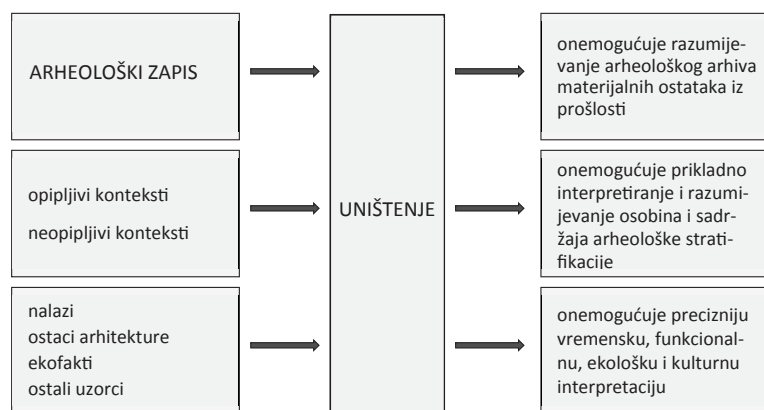 ARHEOLOŠKI ZAPIS
opipljivi konteksti
neopipljivi konteksti
nalazi
ostaci arhitekture
ekofakti
ostali uzorci
UNIŠTENJE
onemogućuje razumije-
vanje arheološkog arhiva
materijalnih ostataka iz
prošlosti
onemogućuje prikladno
interpretiranje i razumi-
jevanje osobina i sadr-
žaja arheološke strati-
fikacije
onemogućuje precizniju
vremensku, funkcional-
nu, ekološku i kulturnu
interpretaciju